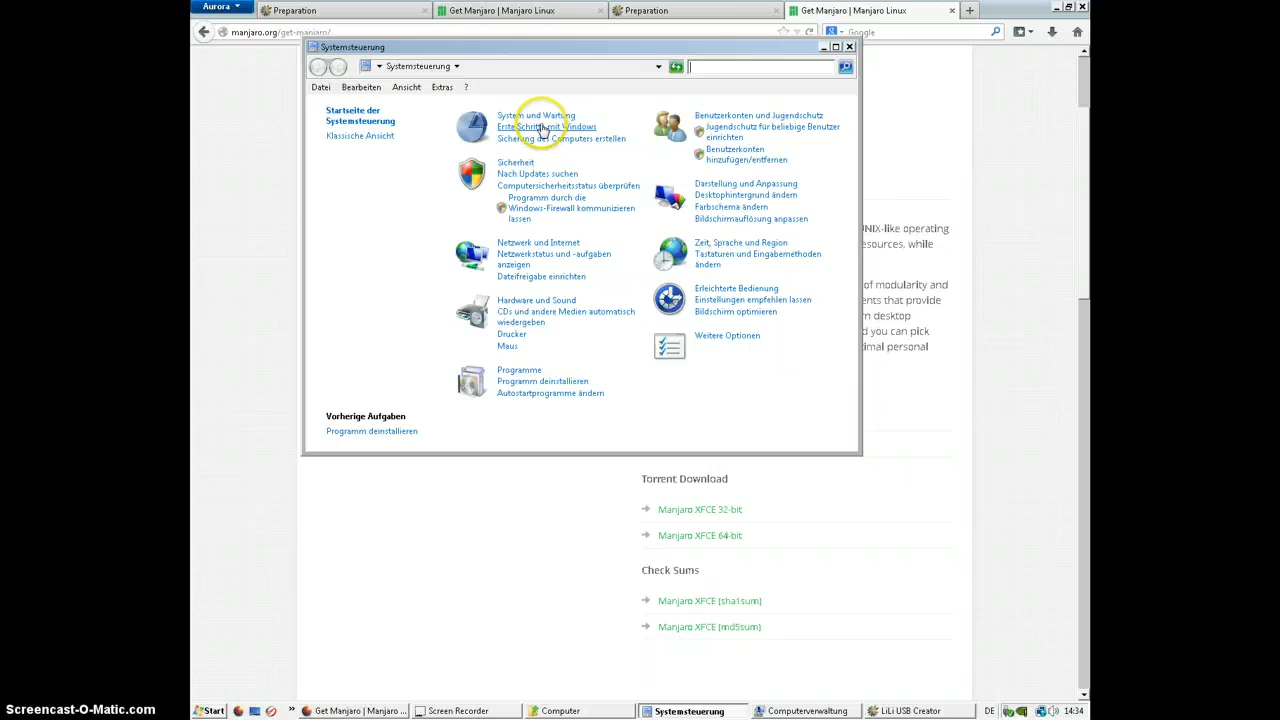 Aurora
Preparation
Get Manjaro | Manjaro Linux
Preparation
Get Manjaro | Manjaro Linux
manjaro.org/get-manjaro/
Google
Systemsteuerung
Systemsteuerung
Datei Bearbeiten Ansicht Extras ?
Startseite der
Systemsteuerung
Klassische Ansicht
System und Wartung
Erste Schritte mit Windows
Sicherung des Computers erstellen
Sicherheit
Nach Updates suchen
Computersicherheitsstatus überprüfen
Programm durch die
Windows-Firewall kommunizieren
lassen
Netzwerk und Internet
Netzwerkstatus und -aufgaben
anzeigen
Dateifreigabe einrichten
Hardware und Sound
CDs und andere Medien automatisch
wiedergeben
Drucker
Maus
Programme
Programm deinstallieren
Autostartprogramme ändern
Benutzerkonten und Jugendschutz
Jugendschutz für beliebige Benutzer
einrichten
Benutzerkonten
hinzufügen/entfernen
Darstellung und Anpassung
Desktophintergrund ändern
Farbschema ändern
Bildschirmauflösung anpassen
Zeit, Sprache und Region
Tastaturen und Eingabemethoden
ändern
Erleichterte Bedienung
Einstellungen empfehlen lassen
Bildschirm optimieren
Weitere Optionen
Vorherige Aufgaben
Programm deinstallieren
NIX-like operating
esources, while
of modularity and
ents that provide
n desktop
d you can pick
imal personal
Torrent Download
Manjaro XFCE 32-bit
Manjaro XFCE 64-bit
Check Sums
Manjaro XFCE [sha1sum]
Manjaro XFCE [md5sum]
Screencast-O-Matic.com
Start
Get Manjaro | Manjaro ...
Screen Recorder
Computer
Systemsteuerung
Computerverwaltung
LiLi USB Creator
DE
14:34